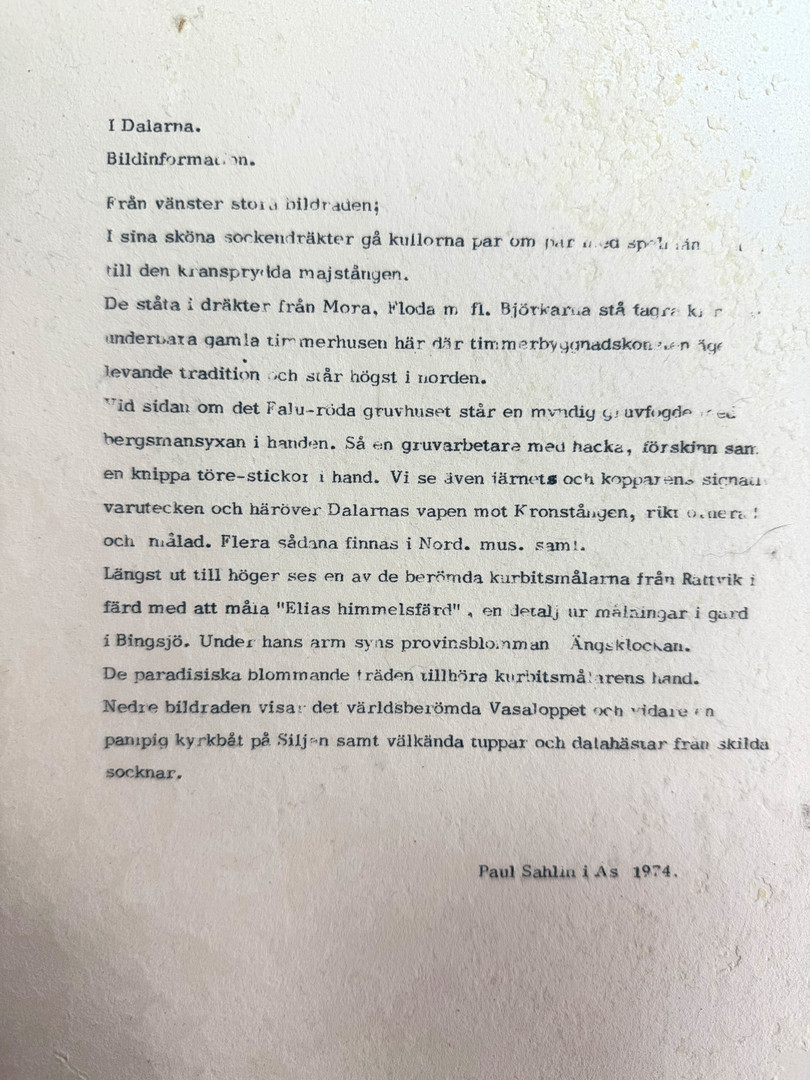 I Dalarna.
Bildinformation.
Från vänster stora bildraden;
I sina sköna sockendräkter gå kullorna par om par med spelmän
till den kransprydda majstången.
De ståta i dräkter från Mora, Floda m fl. Björkarna stå fagra
underbara gamla timmerhusen här där timmerbyggnadskonsten äger
levande tradition och står högst i norden.
Vid sidan om det Falu-röda gruvhuset står en myndig gruvfogde med
bergsmansyxan i handen. Så en gruvarbetare med hacka, förskinn samt
en knippa töre-stickor i hand. Vi se även järnets och kopparens
varutecken och häröver Dalarnas vapen mot Kronstången, rikt
och målad. Flera sådana finnas i Nord. mus. saml.
Längst ut till höger ses en av de berömda kurbitsmålarna från Rättvik i
färd med att måla "Elias himmelsfärd", en detalj ur målningar i gård
i Bingsjö. Under hans arm syns provinsblomman Ängsklockan.
De paradisiska blommande träden tillhöra kurbitsmålarens hand.
Nedre bildraden visar det världsberömda Vasaloppet och vidare en
pampig kyrkbåt på Siljan samt välkända tuppar och dalahästar från skilda
socknar.
Paul Sahlin i Ås 1974.